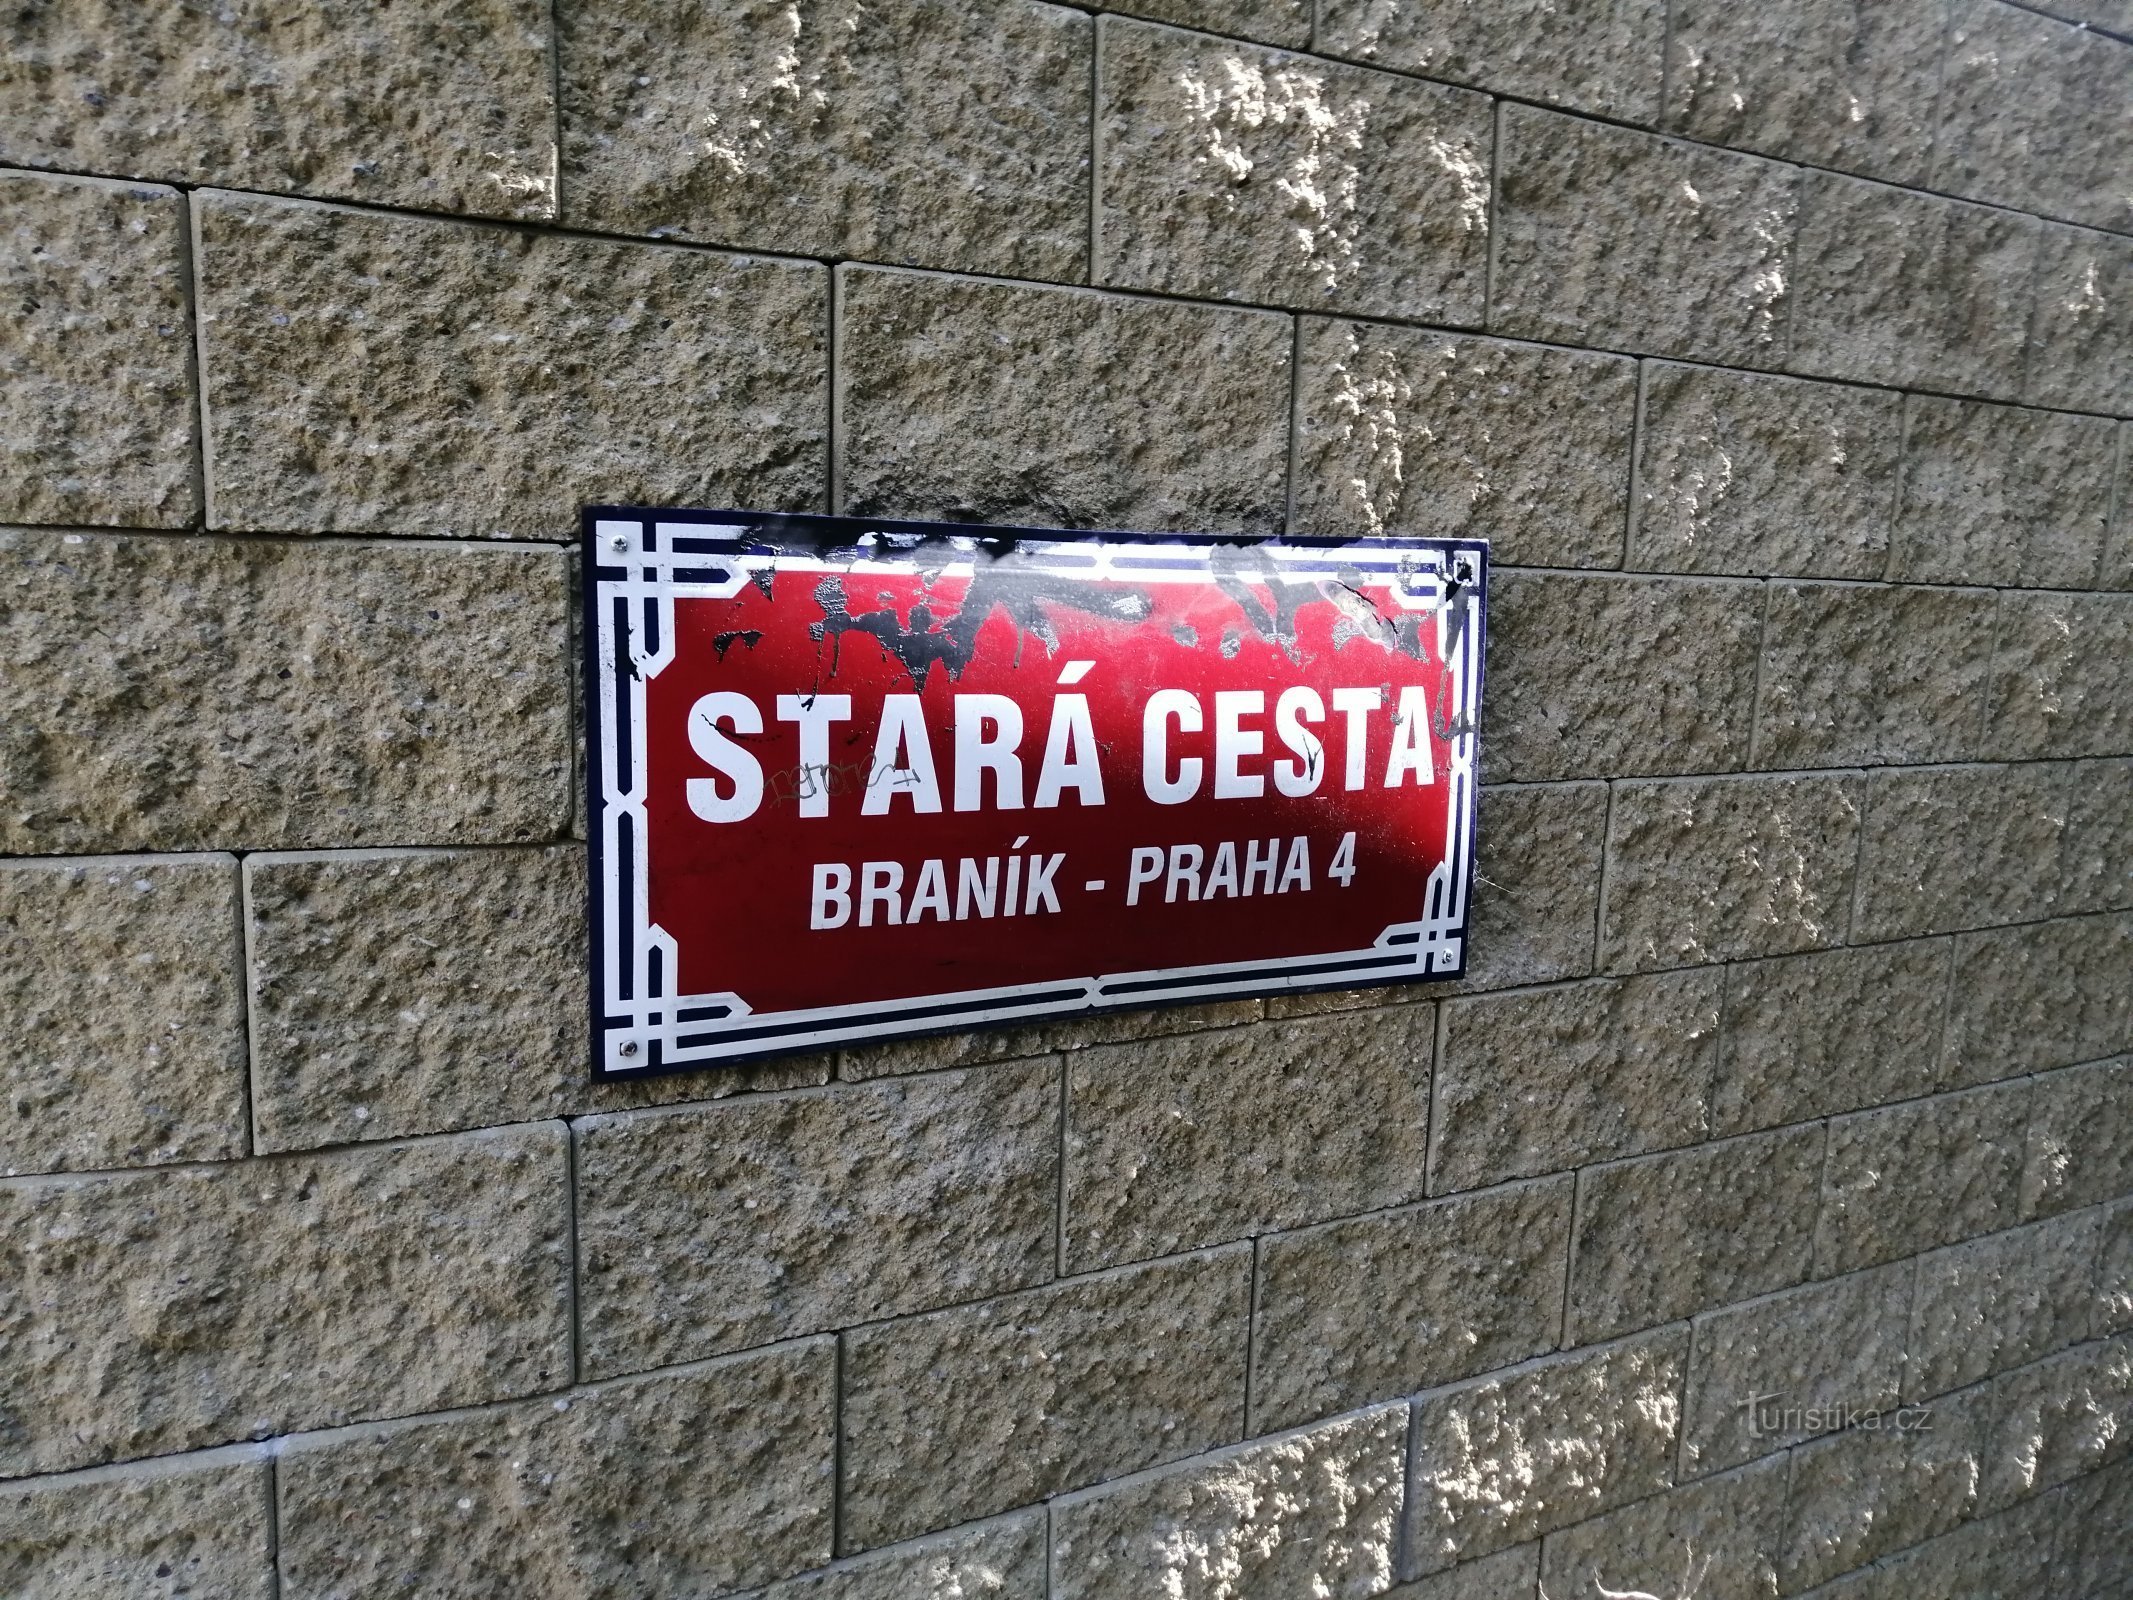 STARÁ CESTA
BRANÍK - PRAHA 4
Turistika.cz